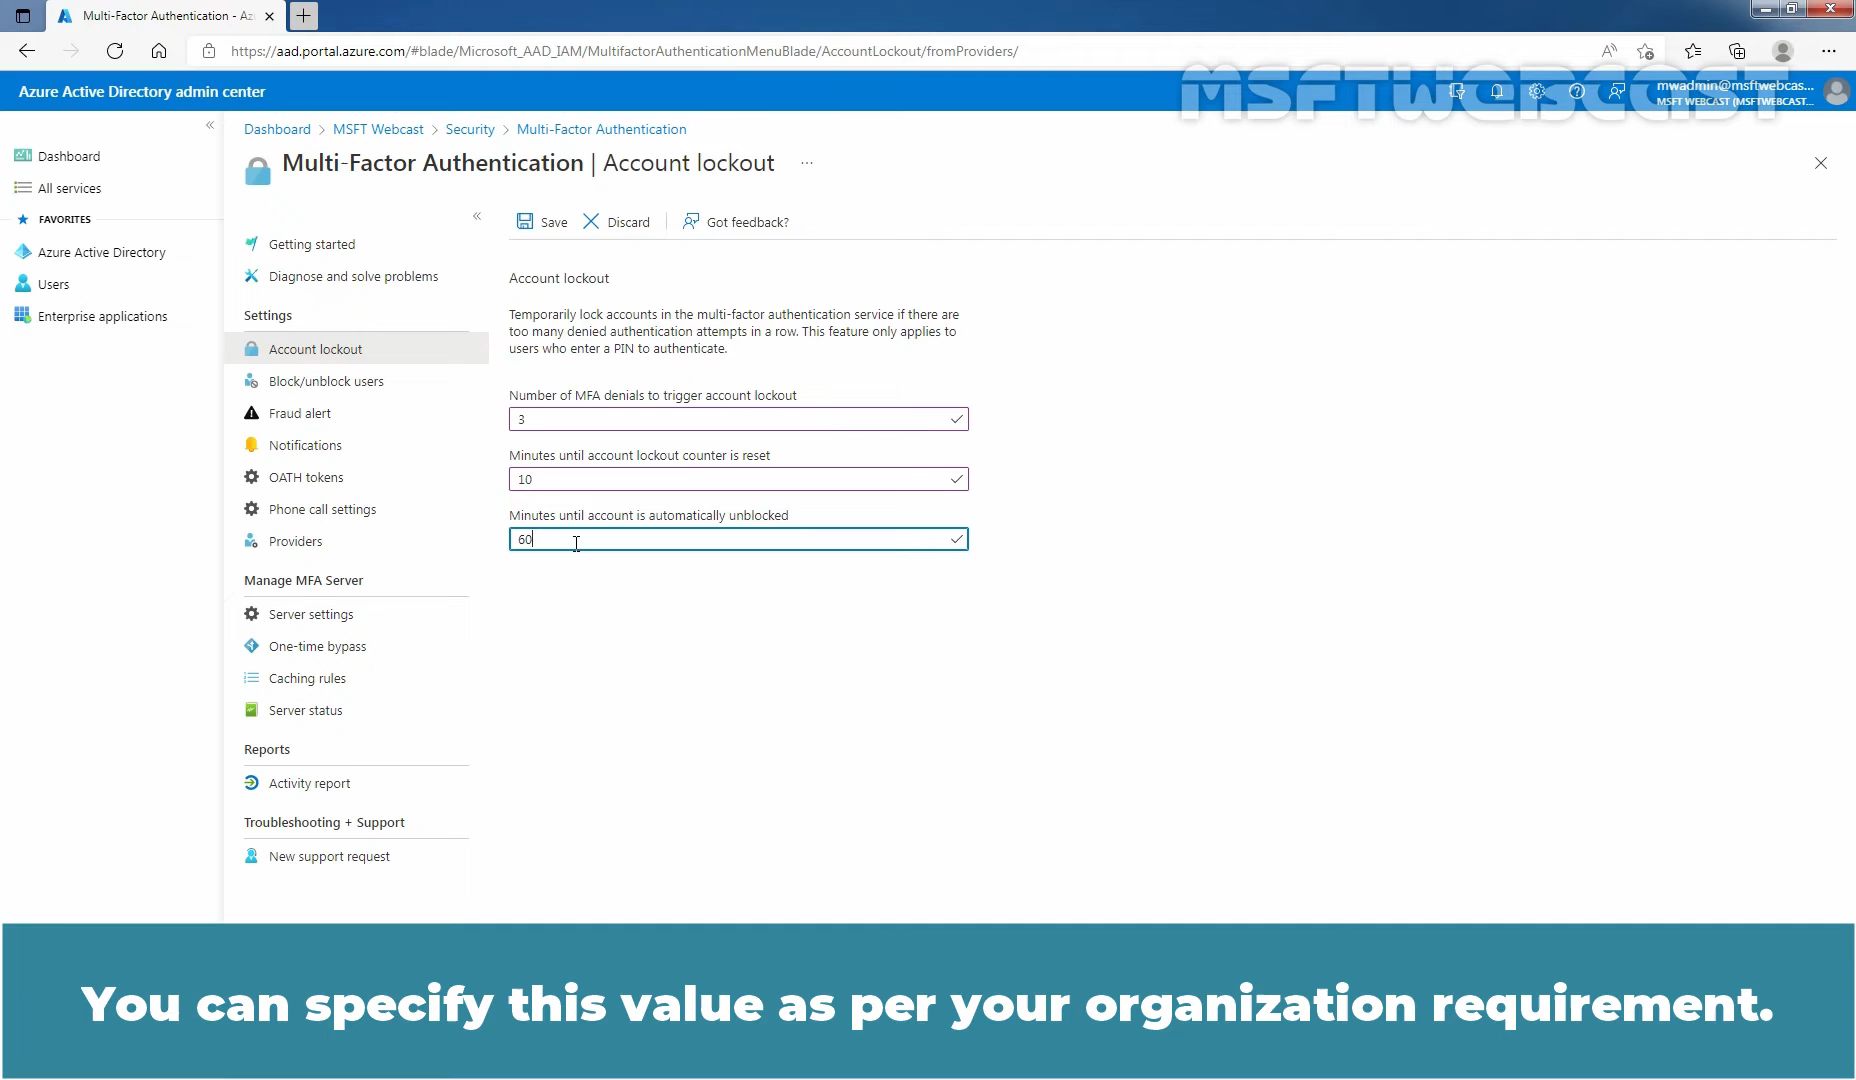 Multi-Factor Authentication - Az
https://aad.portal.azure.com/#blade/Microsoft_AAD_IAM/MultifactorAuthenticationMenuBlade/AccountLockout/fromProviders/
MSFTWEBCAST
Azure Active Directory admin center
mwadmin@msftwebcas...
MSFT WEBCAST (MSFTWEBCAST....
Dashboard > MSFT Webcast > Security > Multi-Factor Authentication
Multi-Factor Authentication | Account lockout ...
Dashboard
All services
FAVORITES
Azure Active Directory
Users
Enterprise applications
Getting started
Diagnose and solve problems
Settings
Account lockout
Block/unblock users
Fraud alert
Notifications
OATH tokens
Phone call settings
Providers
Manage MFA Server
Server settings
One-time bypass
Caching rules
Server status
Reports
Activity report
Troubleshooting + Support
New support request
Save Discard Got feedback?
Account lockout
Temporarily lock accounts in the multi-factor authentication service if there are
too many denied authentication attempts in a row. This feature only applies to
users who enter a PIN to authenticate.
Number of MFA denials to trigger account lockout
3
Minutes until account lockout counter is reset
10
Minutes until account is automatically unblocked
60
You can specify this value as per your organization requirement.